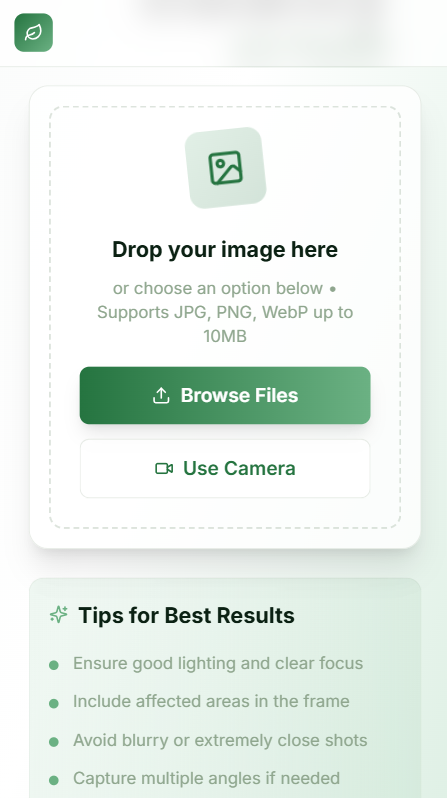 Drop your image here
or choose an option below •
Supports JPG, PNG, WebP up to
10MB
Browse Files
Use Camera
Tips for Best Results
Ensure good lighting and clear focus
Include affected areas in the frame
Avoid blurry or extremely close shots
Capture multiple angles if needed